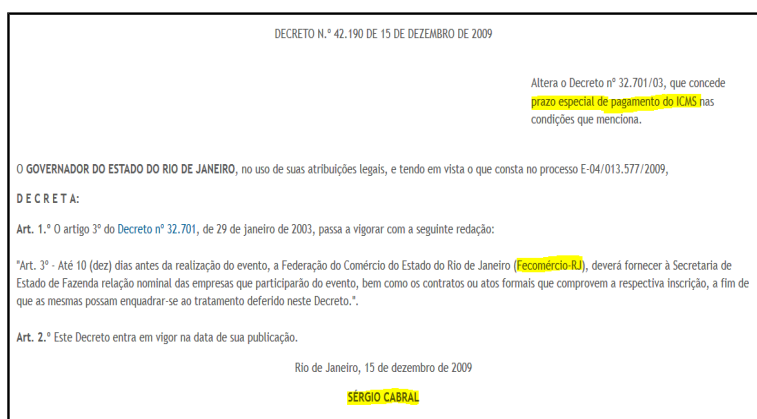 DECRETO N.º 42.190 DE 15 DE DEZEMBRO DE 2009
Altera o Decreto nº 32.701/03, que concede
prazo especial de pagamento do ICMS nas
condições que menciona.
O GOVERNADOR DO ESTADO DO RIO DE JANEIRO, no uso de suas atribuições legais, e tendo em vista o que consta no processo E-04/013.577/2009,
D E C R E T A:
Art. 1.º O artigo 3º do Decreto nº 32.701, de 29 de janeiro de 2003, passa a vigorar com a seguinte redação:
"Art. 3º - Até 10 (dez) dias antes da realização do evento, a Federação do Comércio do Estado do Rio de Janeiro (Fecomércio-RJ), deverá fornecer à Secretaria de
Estado de Fazenda relação nominal das empresas que participarão do evento, bem como os contratos ou atos formais que comprovem a respectiva inscrição, a fim de
que as mesmas possam enquadrar-se ao tratamento deferido neste Decreto.".
Art. 2.º Este Decreto entra em vigor na data de sua publicação.
Rio de Janeiro, 15 de dezembro de 2009
SÉRGIO CABRAL